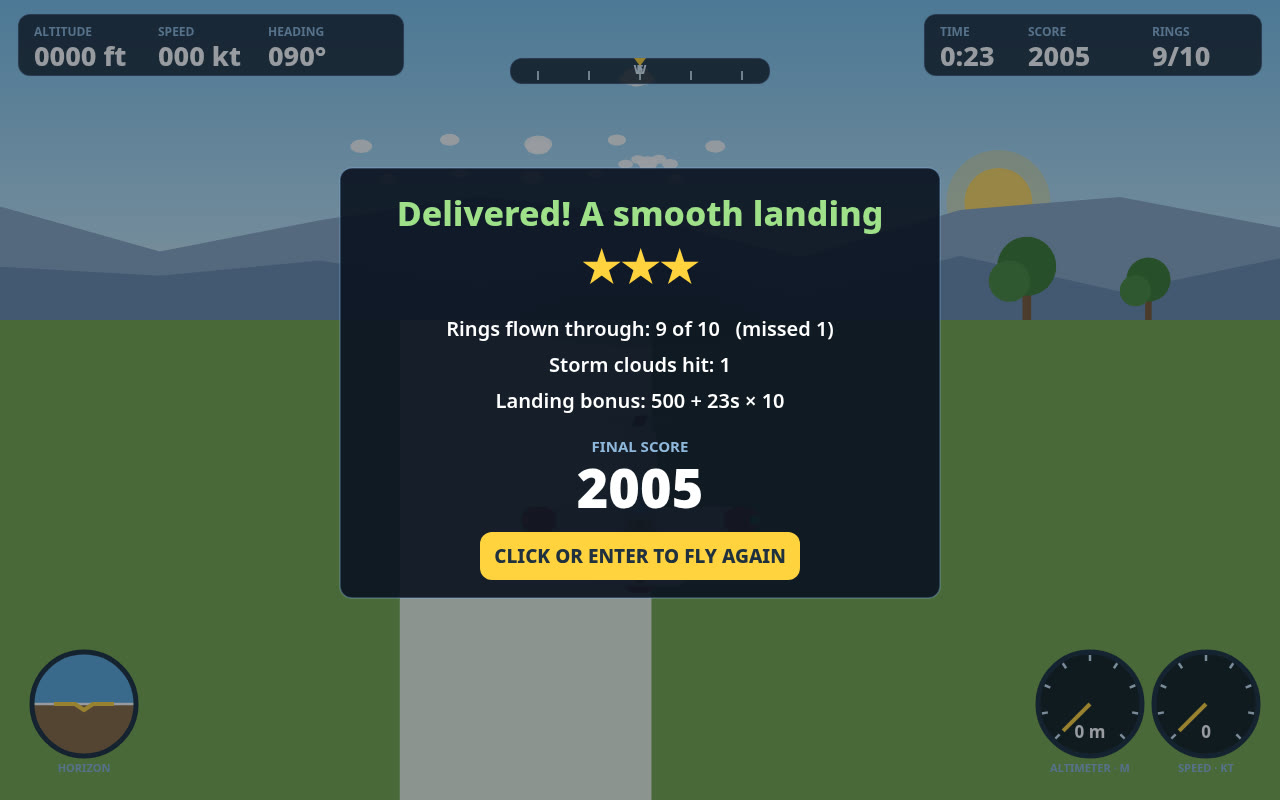 ALTITUDE SPEED HEADING
0000 ft 000 kt 090°
W
TIME SCORE RINGS
0:23 2005 9/10
Delivered! A smooth landing
★★★
Rings flown through: 9 of 10 (missed 1)
Storm clouds hit: 1
Landing bonus: 500 + 23s × 10
FINAL SCORE
2005
CLICK OR ENTER TO FLY AGAIN
HORIZON
0 m
0
ALTIMETER · M
SPEED · KT